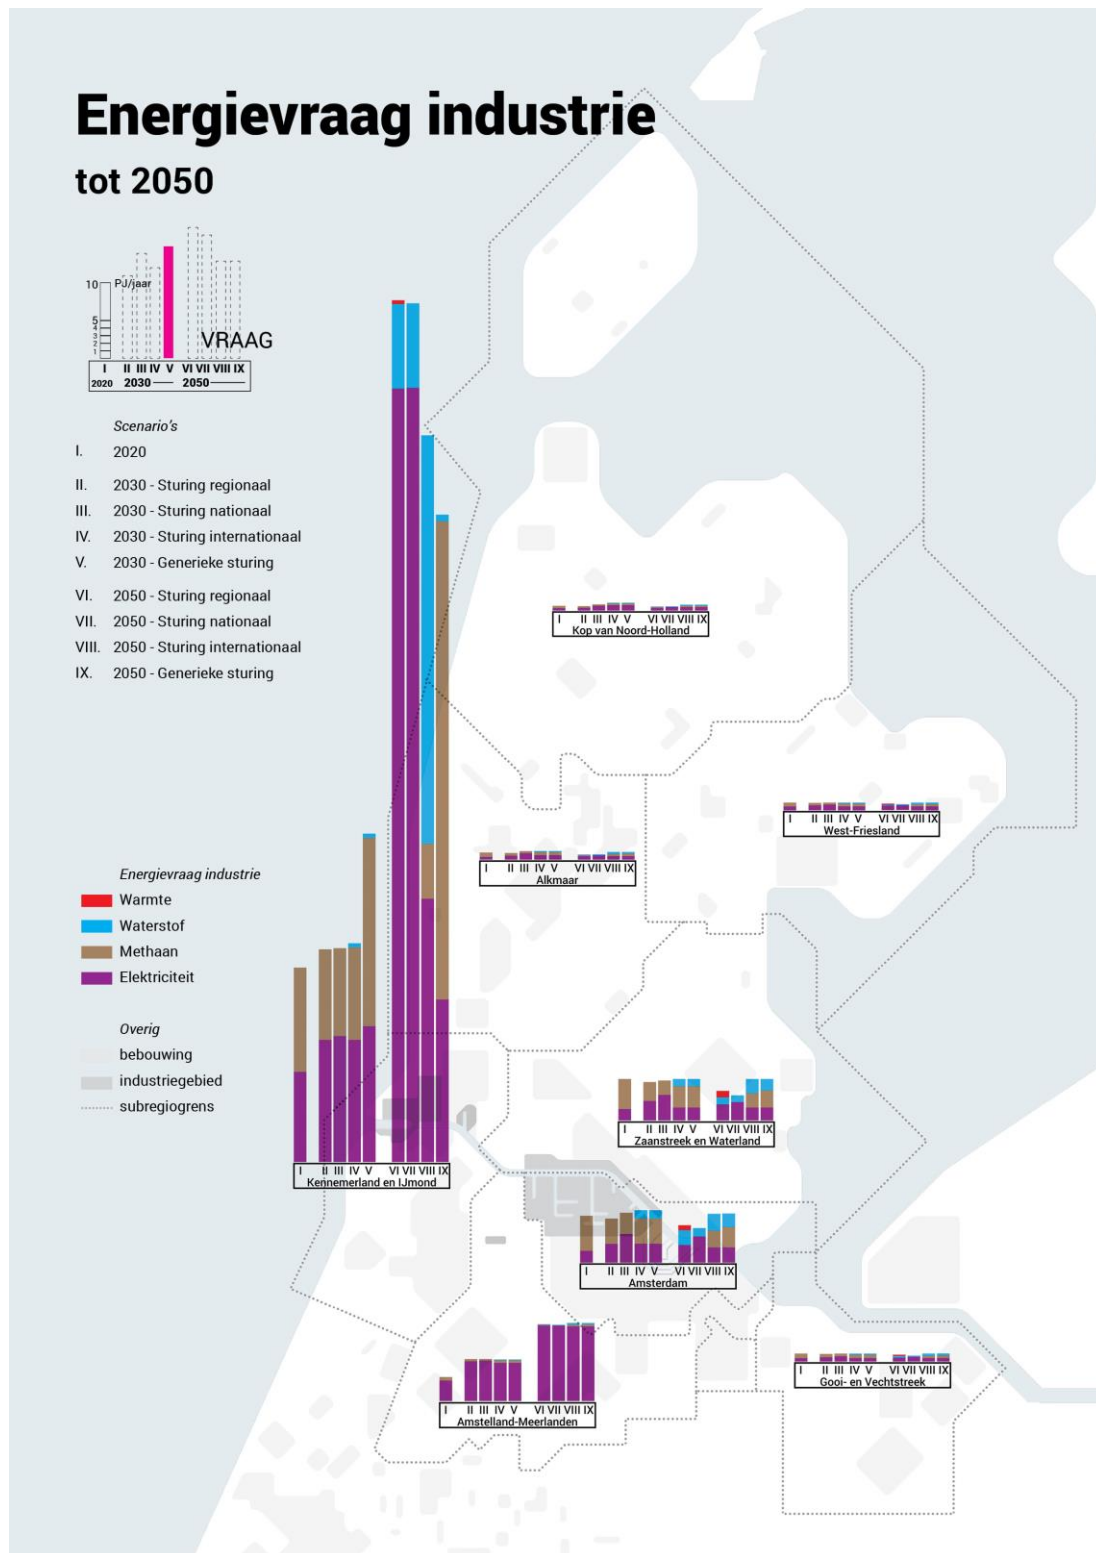 Energievraag industrie
tot 2050
10 PJ/jaar
5
4
3
2
1
VRAAG
I II III IV V VI VII VIII IX
2020 2030 2050
Scenario's
I. 2020
II. 2030 - Sturing regionaal
III. 2030 - Sturing nationaal
IV. 2030 - Sturing internationaal
V. 2030 - Generieke sturing
VI. 2050 - Sturing regionaal
VII. 2050 - Sturing nationaal
VIII. 2050 - Sturing internationaal
IX. 2050 - Generieke sturing
I II III IV V VI VII VIII IX
Kop van Noord-Holland
I II III IV V VI VII VIII IX
West-Friesland
I II III IV V VI VII VIII IX
Alkmaar
Energievraag industrie
Warmte
Waterstof
Methaan
Elektriciteit
Overig
bebouwing
industriegebied
subregiogrens
I II III IV V VI VII VIII IX
Zaanstreek en Waterland
I II III IV V VI VII VIII IX
Kennemerland en IJmond
I II III IV V VI VII VIII IX
Amsterdam
I II III IV V VI VII VIII IX
Gooi- en Vechtstreek
I II III IV V VI VII VIII IX
Amstelland-Meerlanden